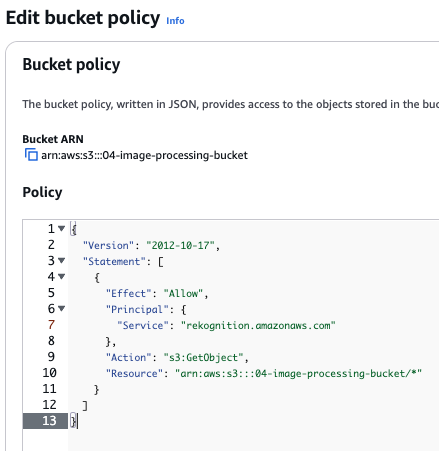 Edit bucket policy Info
Bucket policy
The bucket policy, written in JSON, provides access to the objects stored in the
Bucket ARN
arn:aws:s3:::04-image-processing-bucket
Policy
1 {
2 "Version": "2012-10-17",
3 "Statement": [
4 {
5 "Effect": "Allow",
6 "Principal": {
7 "Service": "rekognition.amazonaws.com"
8 },
9 "Action": "s3:GetObject",
10 "Resource": "arn:aws:s3:::04-image-processing-bucket/*"
11 }
12 ]
13 }